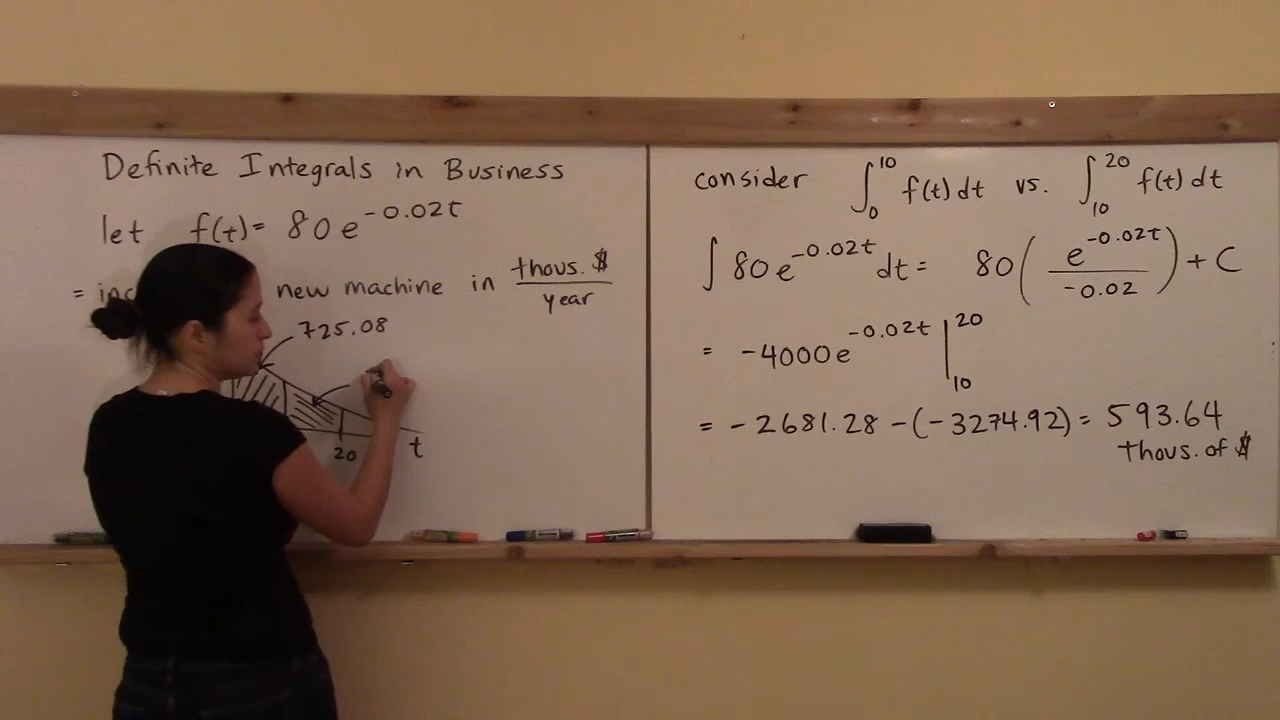 Definite Integrals in Business
let f(t) = 80e^{-0.02t}
= new machine in thous. $ / year
725.08
20 t
consider ∫_0^10 f(t) dt vs. ∫_10^20 f(t) dt
∫ 80e^{-0.02t} dt = 80( e^{-0.02t} / -0.02 ) + C
= -4000e^{-0.02t} |_10^20
= -2681.28 -(-3274.92) = 593.64
thous. of $